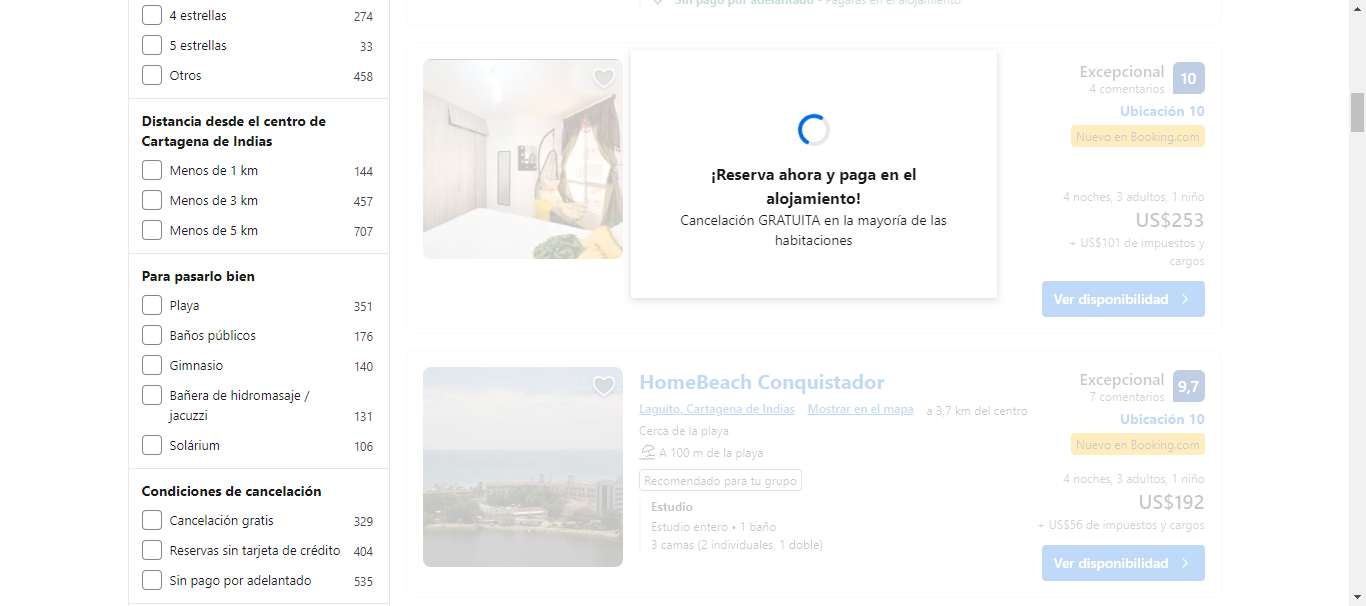 4 estrellas 274
5 estrellas 33
Otros 458
Distancia desde el centro de
Cartagena de Indias
Menos de 1 km 144
Menos de 3 km 457
Menos de 5 km 707
Para pasarlo bien
Playa 351
Baños públicos 176
Gimnasio 140
Bañera de hidromasaje /
jacuzzi 131
Solárium 106
Condiciones de cancelación
Cancelación gratis 329
Reservas sin tarjeta de crédito 404
Sin pago por adelantado 535
Sin pago por adelantado • Pagarás en el alojamiento
¡Reserva ahora y paga en el
alojamiento!
Cancelación GRATUITA en la mayoría de las
habitaciones
Excepcional 10
4 comentarios
Ubicación 10
Nuevo en Booking.com
4 noches, 3 adultos, 1 niño
US$253
+ US$101 de impuestos y
cargos
Ver disponibilidad
HomeBeach Conquistador
Laguito, Cartagena de Indias Mostrar en el mapa a 3,7 km del centro
Cerca de la playa
A 100 m de la playa
Recomendado para tu grupo
Estudio
Estudio entero • 1 baño
3 camas (2 individuales, 1 doble)
Excepcional 9,7
7 comentarios
Ubicación 10
Nuevo en Booking.com
4 noches, 3 adultos, 1 niño
US$192
+ US$56 de impuestos y cargos
Ver disponibilidad